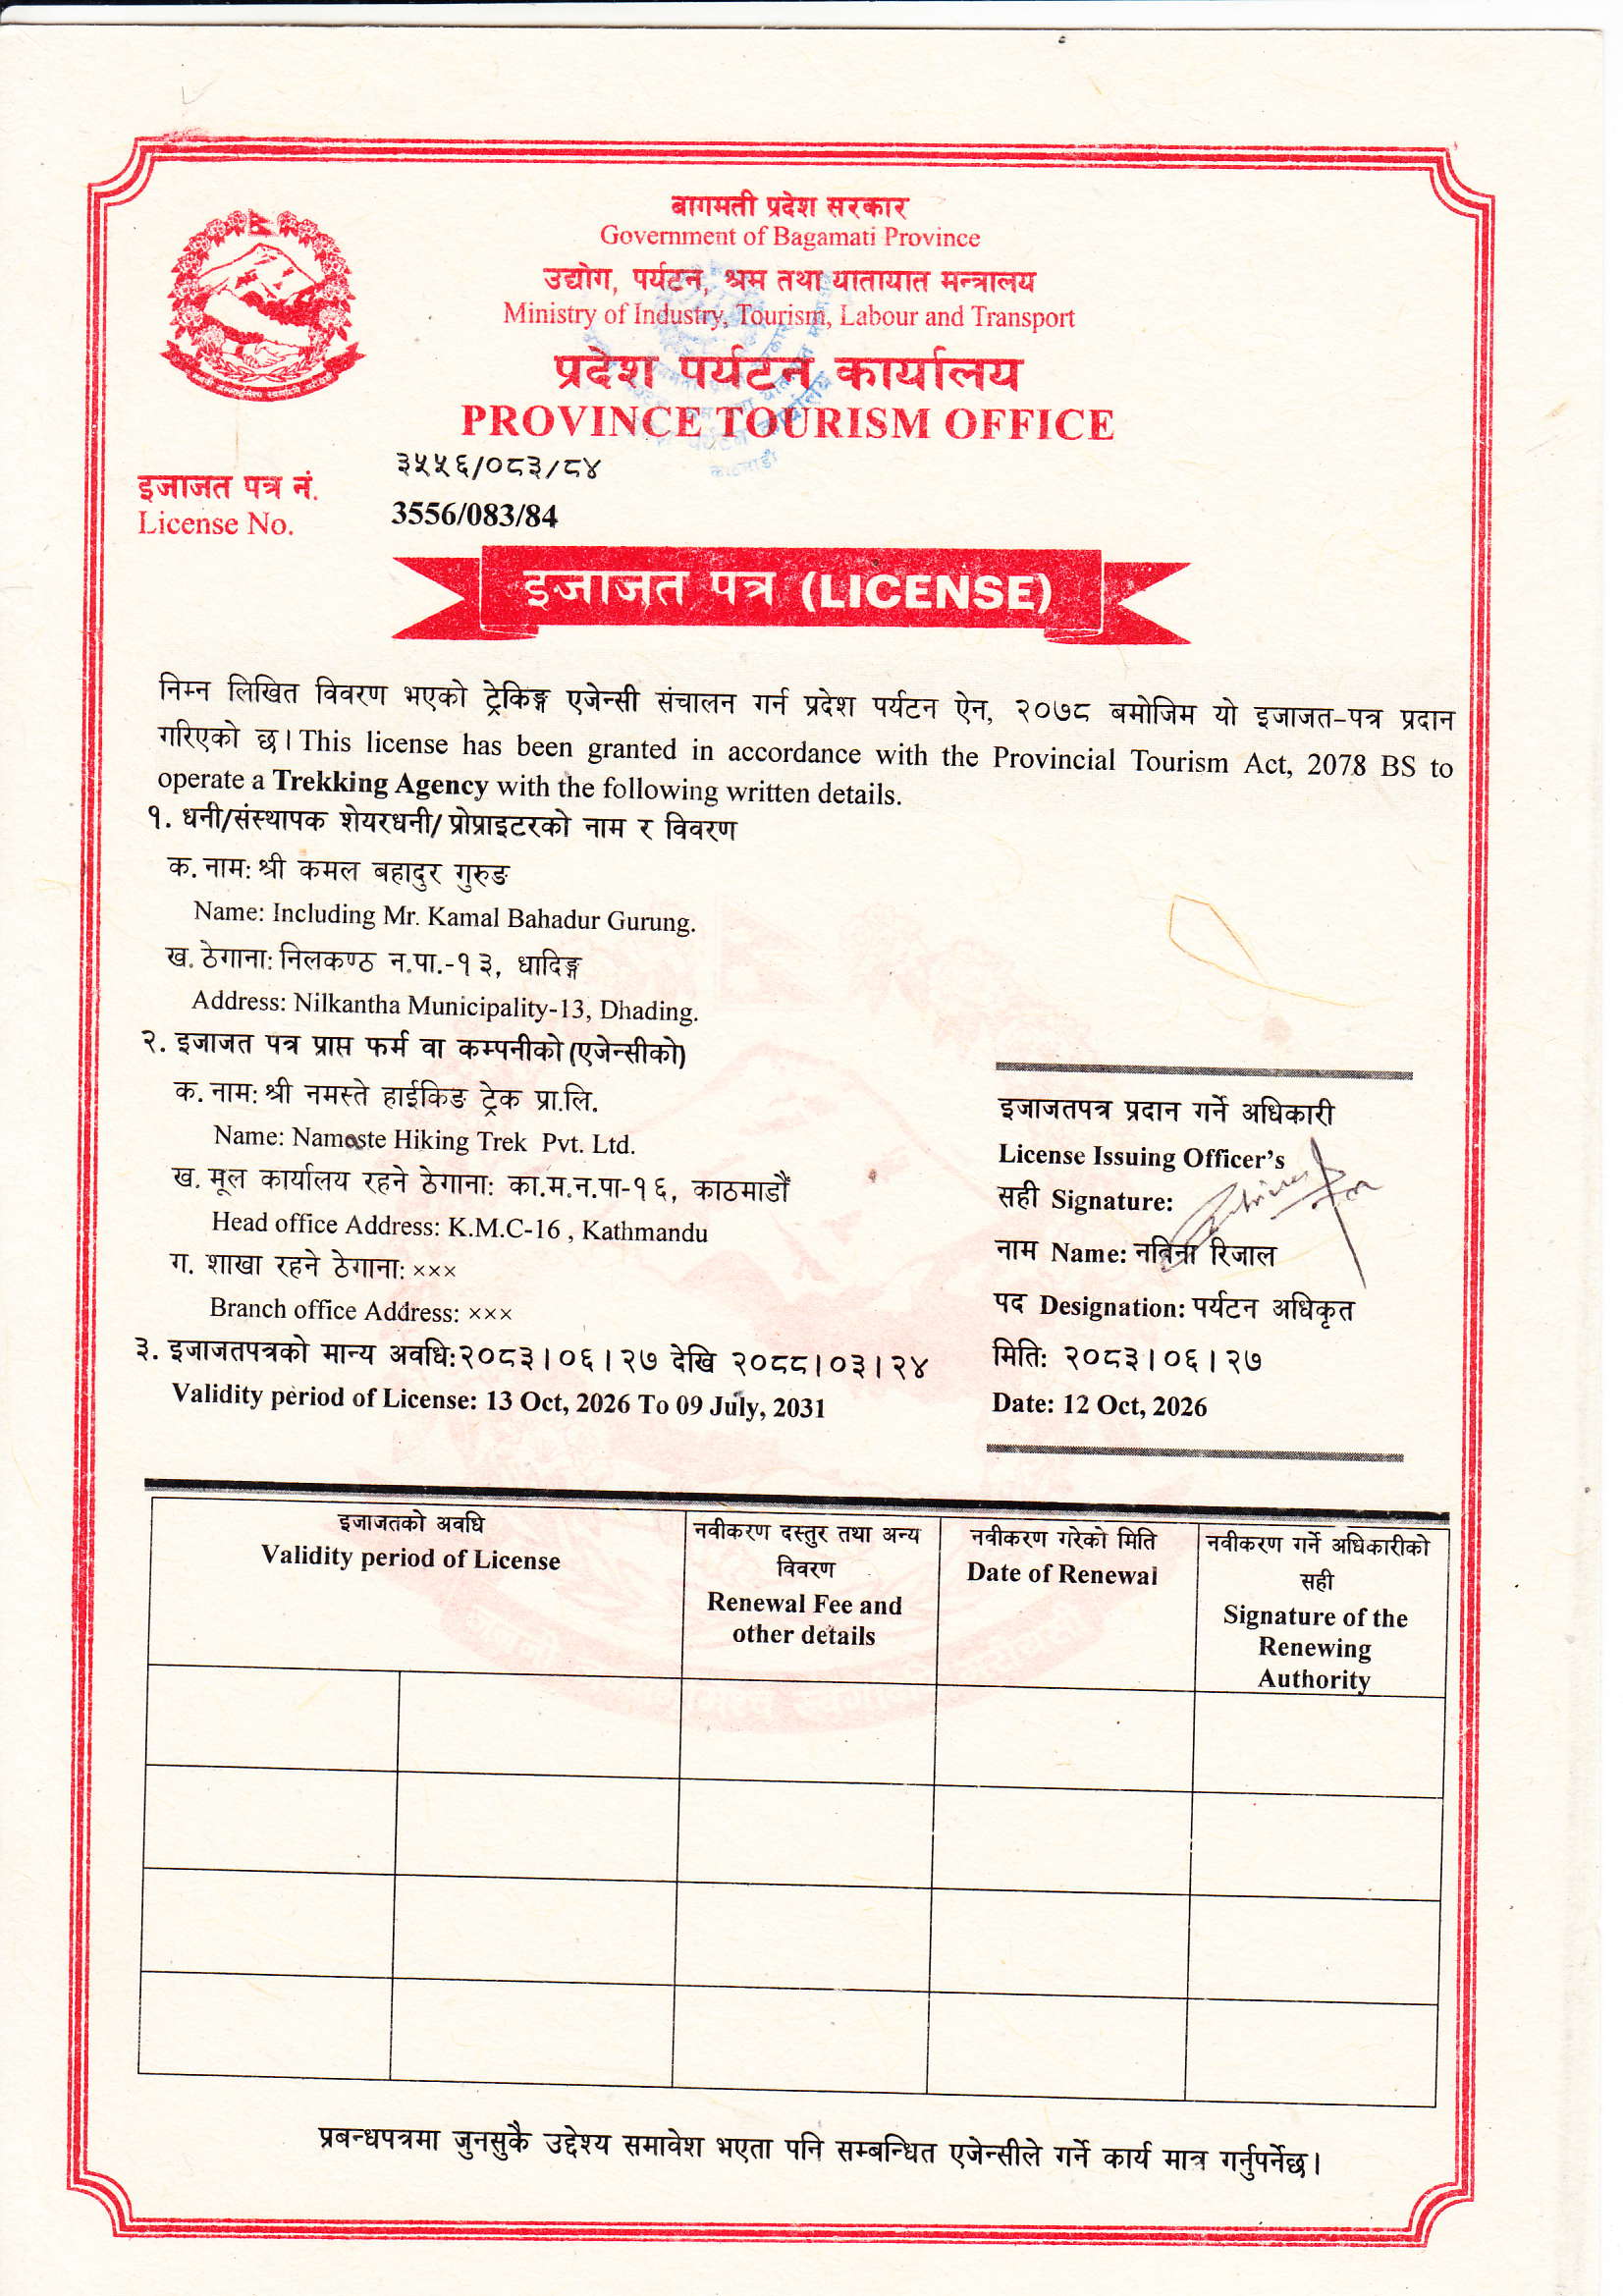 बागमती प्रदेश सरकार
Government of Bagamati Province
उद्योग, पर्यटन, श्रम तथा यातायात मन्त्रालय
Ministry of Industry, Tourism, Labour and Transport
प्रदेश पर्यटन कार्यालय
PROVINCE TOURISM OFFICE
इजाजत पत्र नं. ३५५६/०८३/८४
License No. 3556/083/84
इजाजत पत्र (LICENSE)
निम्न लिखित विवरण भएको ट्रेकिङ्ग एजेन्सी संचालन गर्न प्रदेश पर्यटन ऐन, २०७८ बमोजिम यो इजाजत-पत्र प्रदान
गरिएको छ। This license has been granted in accordance with the Provincial Tourism Act, 2078 BS to
operate a Trekking Agency with the following written details.
१. धनी/संस्थापक शेयरधनी/ प्रोप्राइटरको नाम र विवरण
क. नाम: श्री कमल बहादुर गुरुङ
Name: Including Mr. Kamal Bahadur Gurung.
ख. ठेगाना: निलकण्ठ न.पा.-१३, धादिङ्ग
Address: Nilkantha Municipality-13, Dhading.
२. इजाजत पत्र प्राप्त फर्म वा कम्पनीको (एजेन्सीको)
क. नाम: श्री नमस्ते हाईकिङ ट्रेक प्रा.लि.
Name: Namaste Hiking Trek Pvt. Ltd.
ख. मूल कार्यालय रहने ठेगाना: का.म.न.पा-१६, काठमाडौं
Head office Address: K.M.C-16 , Kathmandu
ग. शाखा रहने ठेगाना: ×××
Branch office Address: ×××
३. इजाजतपत्रको मान्य अवधि:२०८३।०६।२७ देखि २०८८।०३।२४
Validity period of License: 13 Oct, 2026 To 09 July, 2031
इजाजतपत्र प्रदान गर्ने अधिकारी
License Issuing Officer's
सही Signature:
नाम Name: नविना रिजाल
पद Designation: पर्यटन अधिकृत
मिति: २०८३।०६।२७
Date: 12 Oct, 2026
इजाजतको अवधि
Validity period of License
नवीकरण दस्तुर तथा अन्य
विवरण
Renewal Fee and
other details
नवीकरण गरेको मिति
Date of Renewal
नवीकरण गर्ने अधिकारीको
सही
Signature of the
Renewing
Authority
प्रबन्धपत्रमा जुनसुकै उद्देश्य समावेश भएता पनि सम्बन्धित एजेन्सीले गर्ने कार्य मात्र गर्नुपर्नेछ।